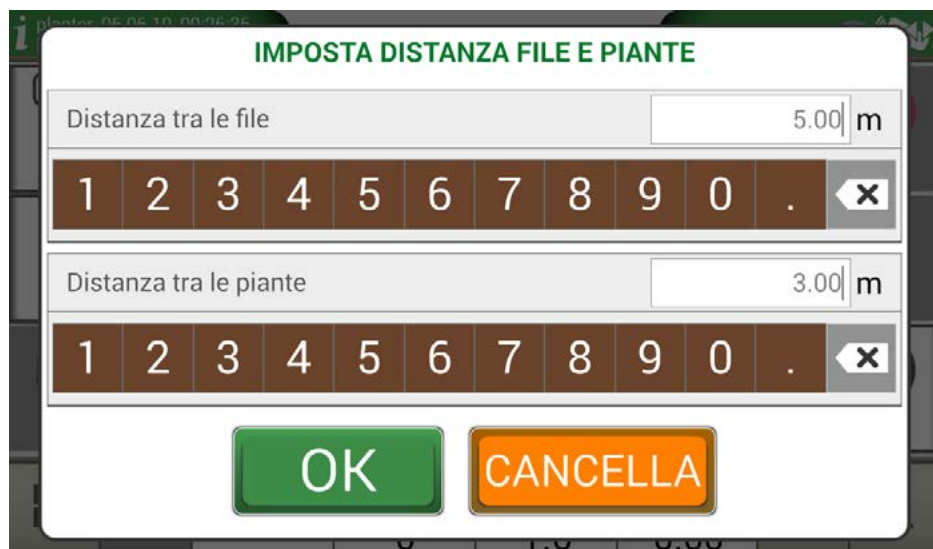 IMPOSTA DISTANZA FILE E PIANTE
Distanza tra le file 5.00 m
1 2 3 4 5 6 7 8 9 0 .
Distanza tra le piante 3.00 m
1 2 3 4 5 6 7 8 9 0 .
OK CANCELLA